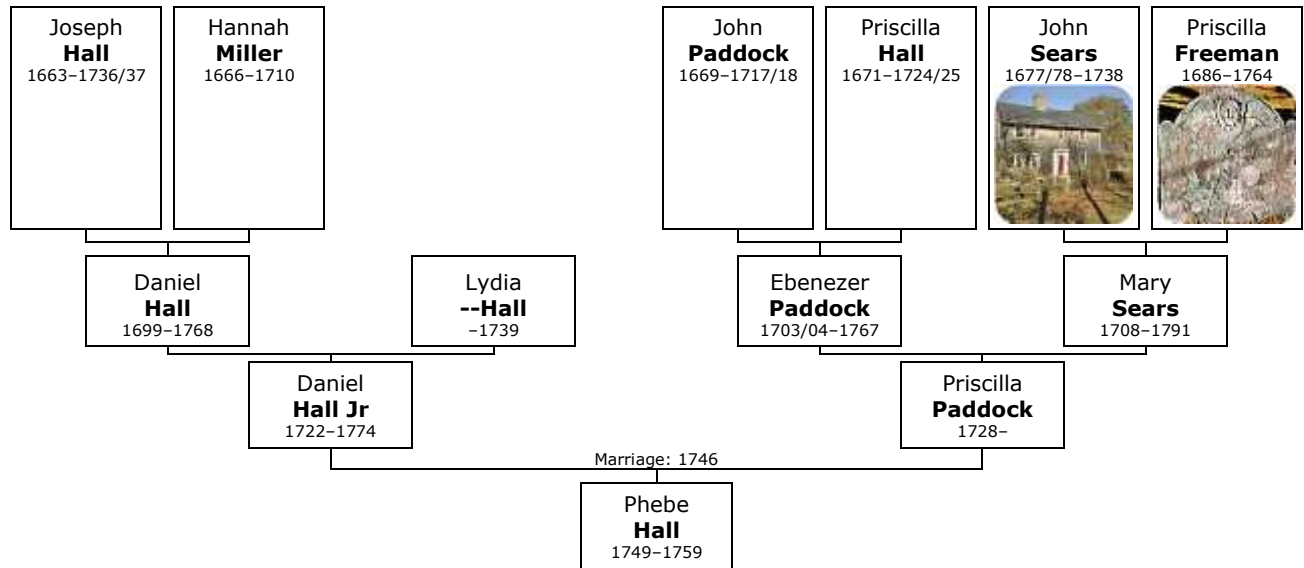 Joseph
Hall
1663–1736/37
Hannah
Miller
1666–1710
John
Paddock
1669–1717/18
Priscilla
Hall
1671–1724/25
John
Sears
1677/78–1738
Priscilla
Freeman
1686–1764
Daniel
Hall
1699–1768
Lydia
--Hall
–1739
Ebenezer
Paddock
1703/04–1767
Mary
Sears
1708–1791
Daniel
Hall Jr
1722–1774
Priscilla
Paddock
1728–
Marriage: 1746
Phebe
Hall
1749–1759